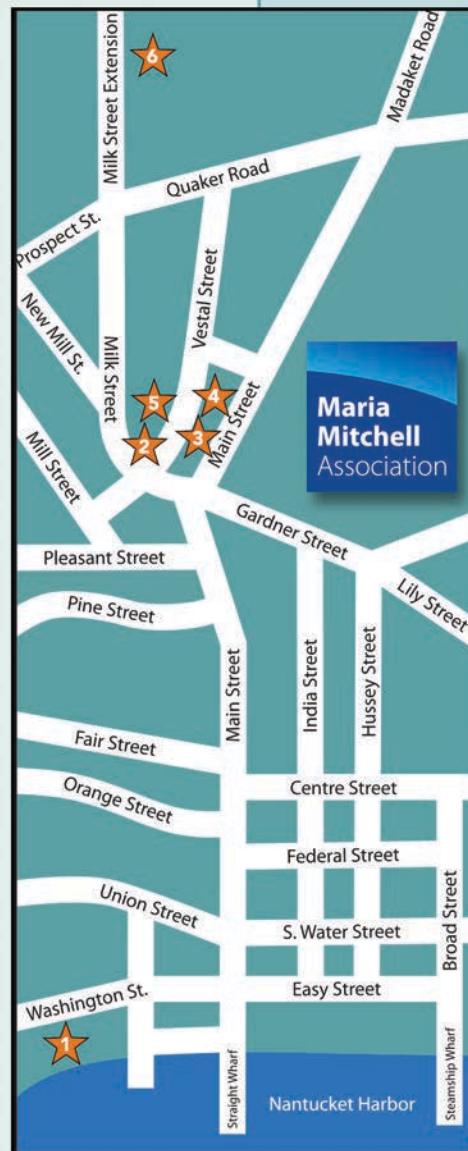 6
Milk Street Extension
Madaket Road
Quaker Road
Prospect St.
New Mill St.
Vestal Street
Milk Street
5
4
Maria
Mitchell
Association
2
3
Main Street
Mill Street
Gardner Street
Pleasant Street
Lily Street
Pine Street
Main Street
India Street
Hussey Street
Fair Street
Centre Street
Orange Street
Federal Street
Union Street
S. Water Street
Broad Street
Washington St.
Easy Street
1
Straight Wharf
Steamship Wharf
Nantucket Harbor